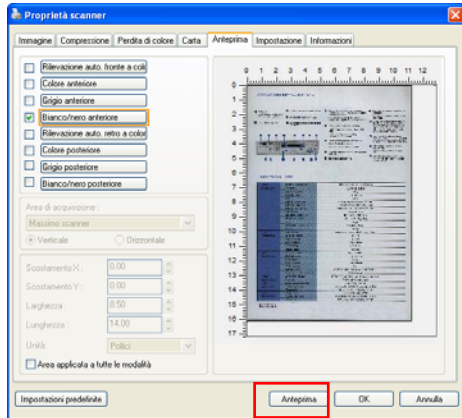 Proprietà scanner
Immagine Compressione Perdita di colore Carta Anteprima Impostazione Informazioni
Rilevazione auto. fronte a colo
Colore anteriore
Grigio anteriore
Bianco/nero anteriore
Rilevazione auto. retro a color
Colore posteriore
Grigio posteriore
Bianco/nero posteriore
Area di acquisizione :
Massimo scanner
Verticale Orizzontale
Scostamento X : 0.00
Scostamento Y : 0.00
Larghezza : 8.50
Lunghezza : 14.00
Unità Pollici
Area applicata a tutte le modalità
0 1 2 3 4 5 6 7 8 9 10 11 12
0
1
2
3
4
5
6
7
8
9
10
11
12
13
14
15
16
17
Impostazioni predefinite Anteprima OK Annulla